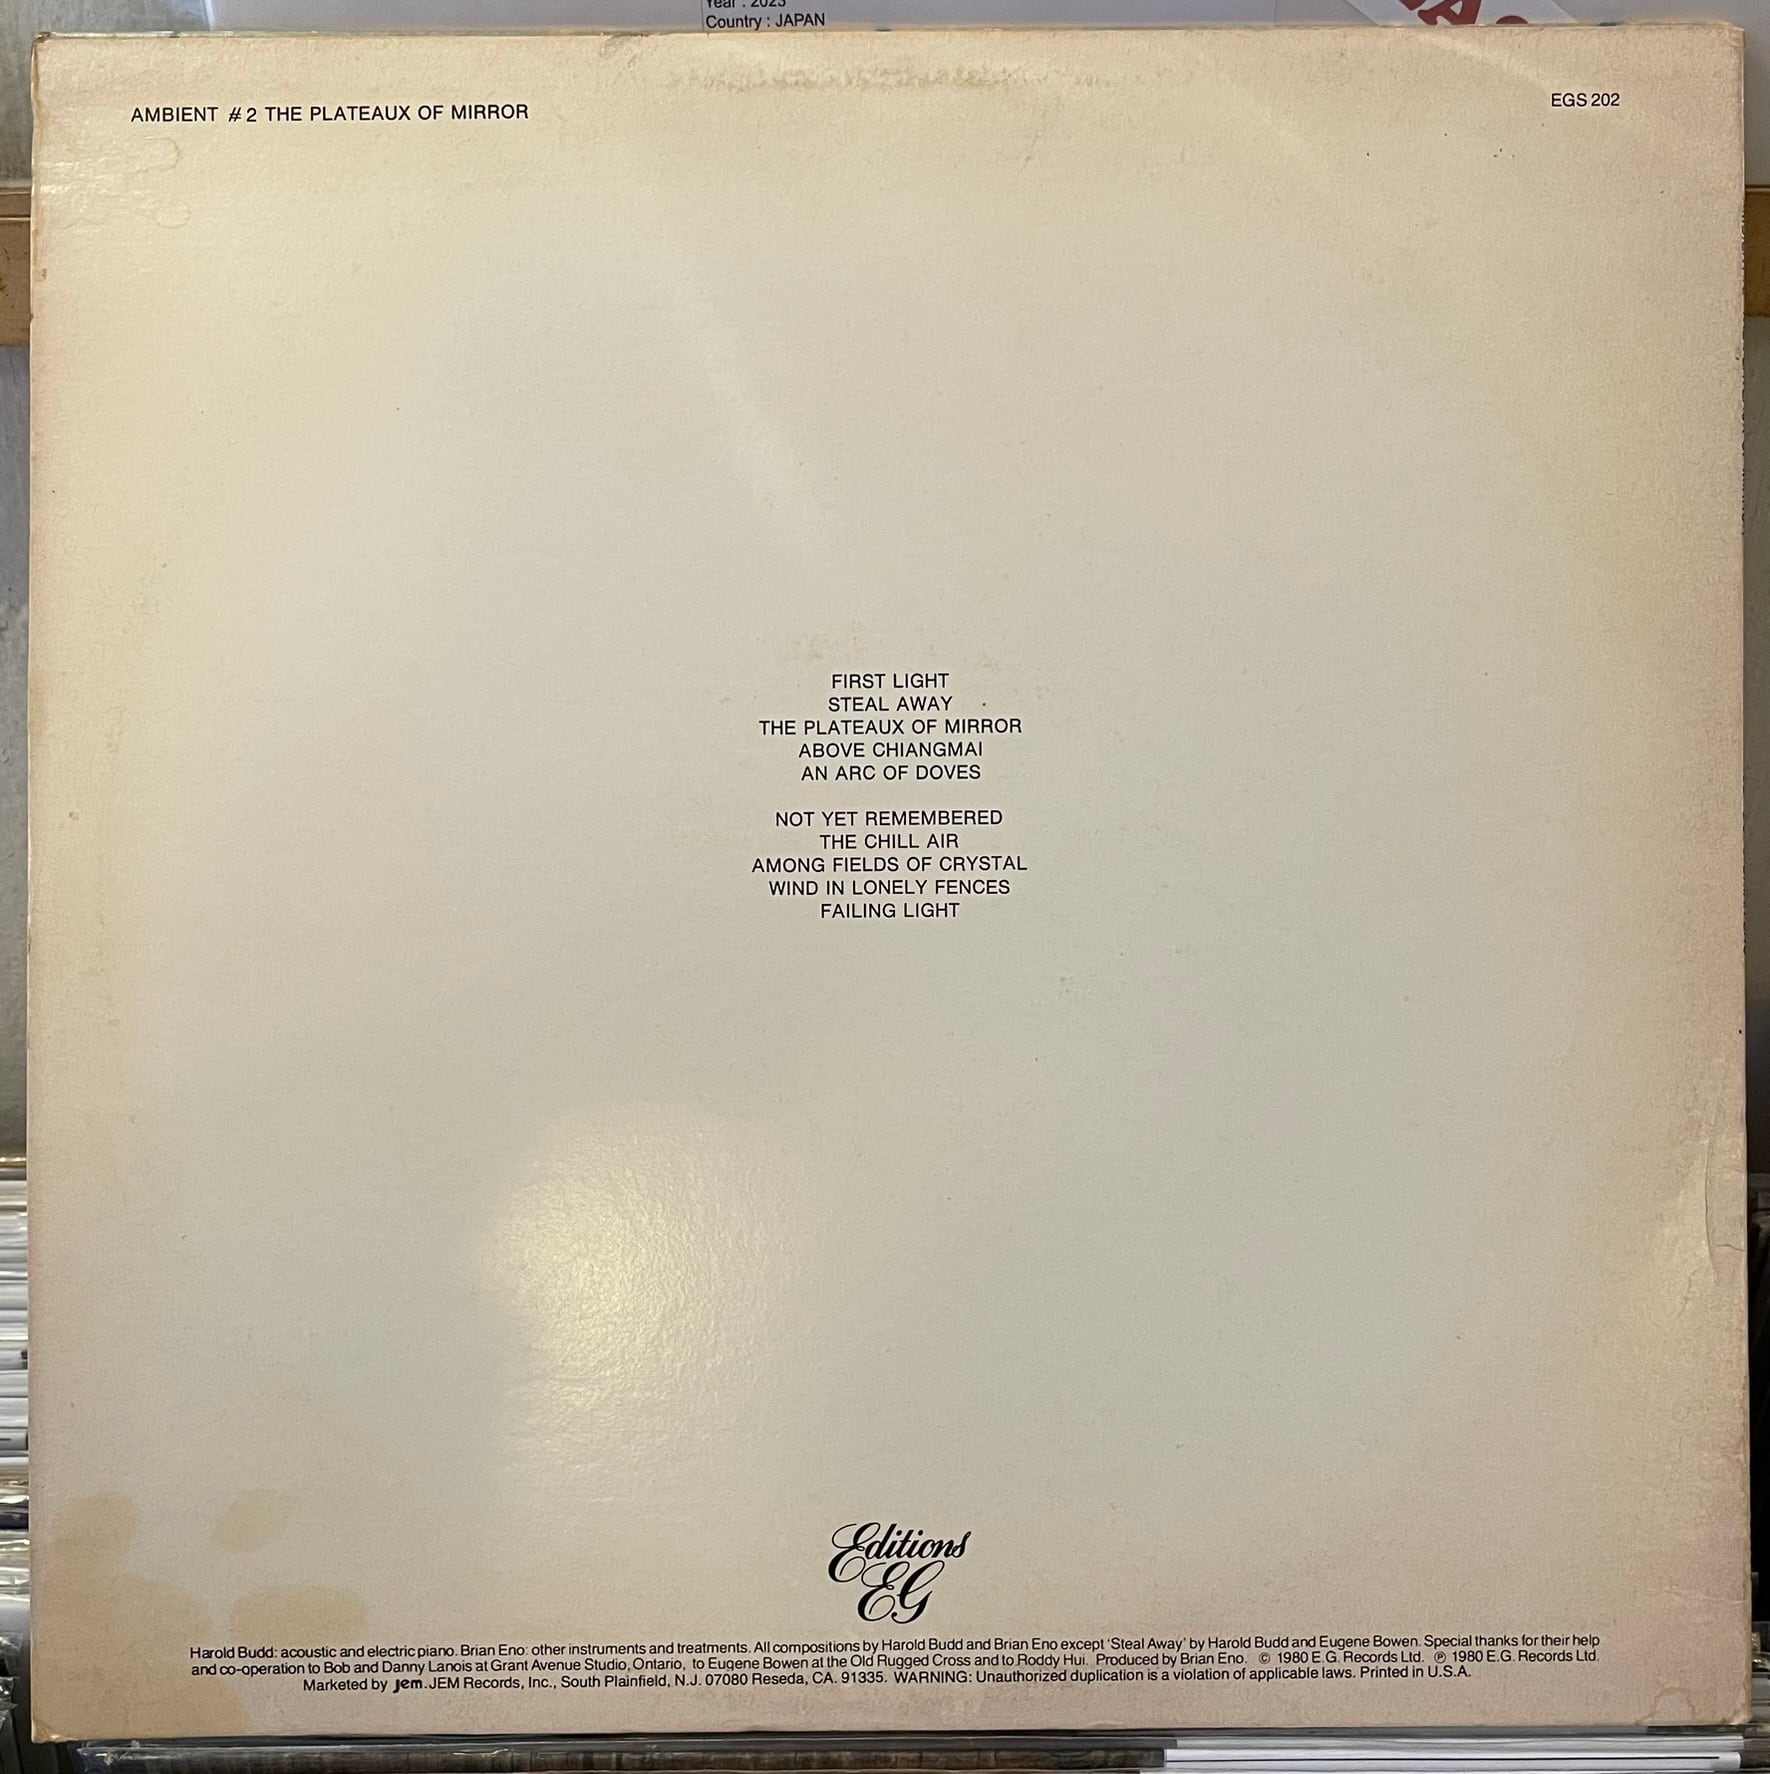 Year : 2023
Country : JAPAN
AMBIENT #2 THE PLATEAUX OF MIRROR
EGS 202
FIRST LIGHT
STEAL AWAY
THE PLATEAUX OF MIRROR
ABOVE CHIANGMAI
AN ARC OF DOVES
NOT YET REMEMBERED
THE CHILL AIR
AMONG FIELDS OF CRYSTAL
WIND IN LONELY FENCES
FAILING LIGHT
Editions
EG
Harold Budd: acoustic and electric piano. Brian Eno: other instruments and treatments. All compositions by Harold Budd and Brian Eno except 'Steal Away' by Harold Budd and Eugene Bowen. Special thanks for their help
and co-operation to Bob and Danny Lanois at Grant Avenue Studio, Ontario, to Eugene Bowen at the Old Rugged Cross and to Roddy Hui. Produced by Brian Eno. © 1980 E.G. Records Ltd. ℗ 1980 E.G. Records Ltd.
Marketed by Jem. JEM Records, Inc., South Plainfield, N.J. 07080 Reseda, CA. 91335. WARNING: Unauthorized duplication is a violation of applicable laws. Printed in U.S.A.